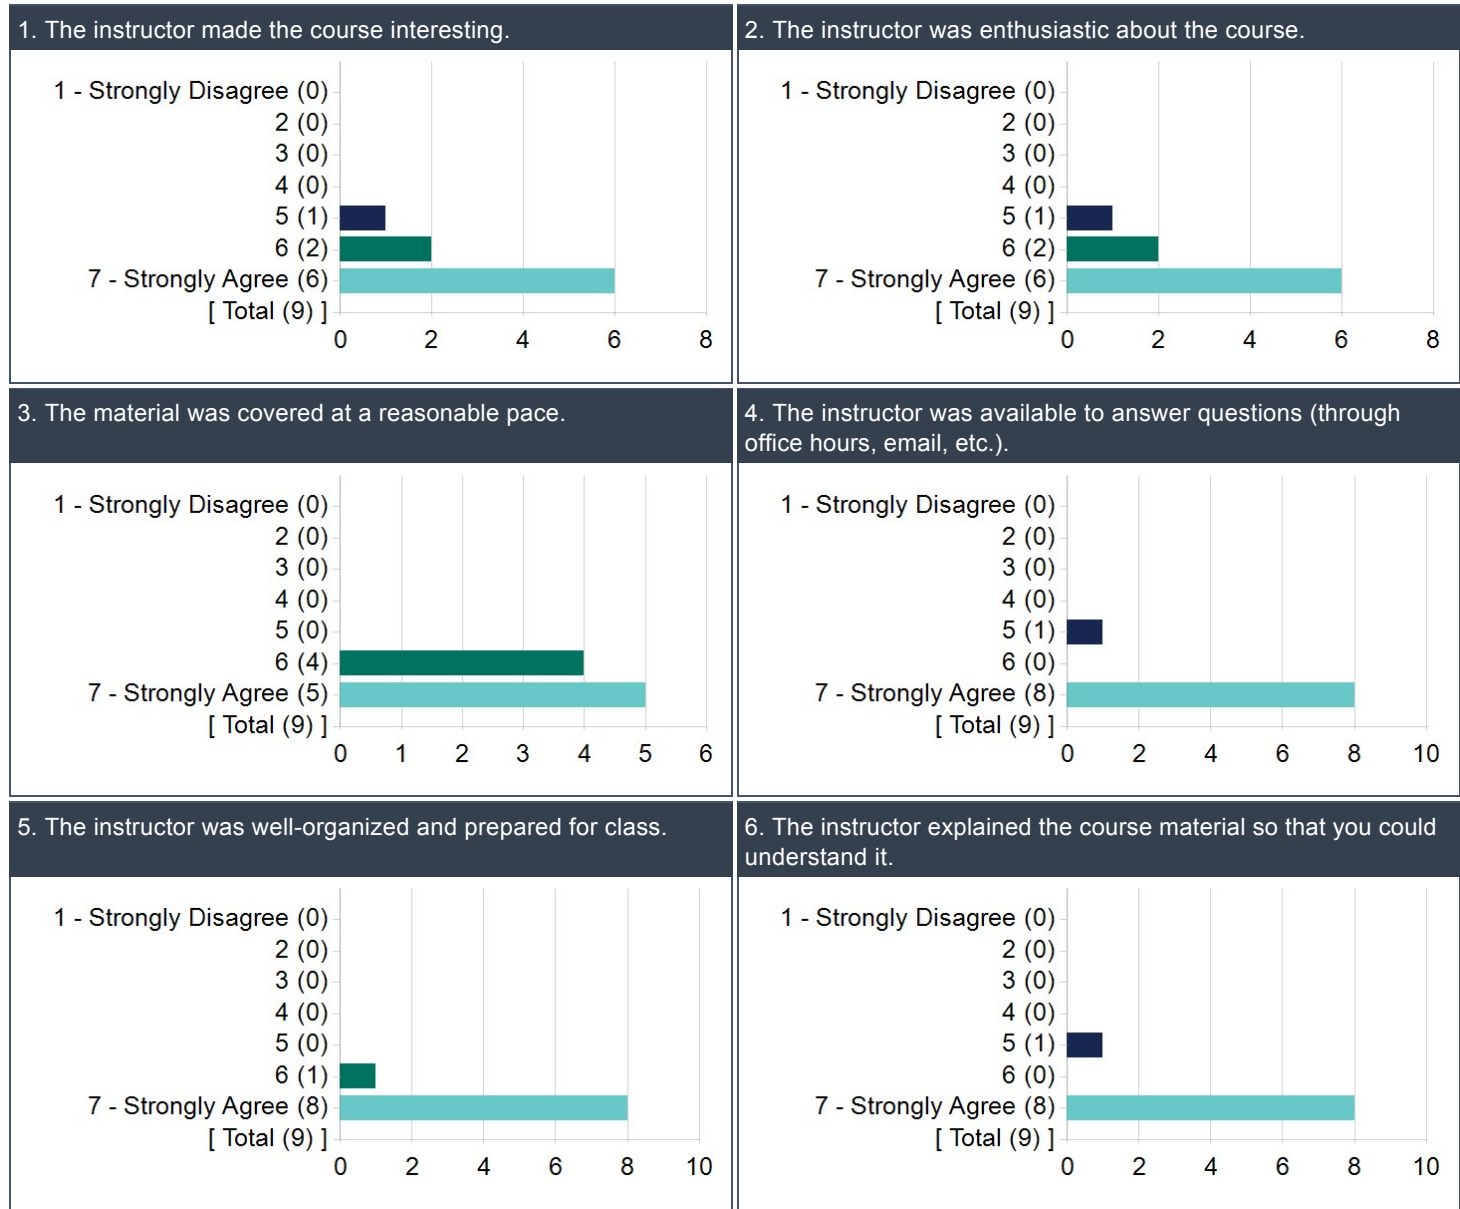 1. The instructor made the course interesting.
1 - Strongly Disagree (0)
2 (0)
3 (0)
4 (0)
5 (1)
6 (2)
7 - Strongly Agree (6)
[ Total (9) ]
0 2 4 6 8
2. The instructor was enthusiastic about the course.
1 - Strongly Disagree (0)
2 (0)
3 (0)
4 (0)
5 (1)
6 (2)
7 - Strongly Agree (6)
[ Total (9) ]
0 2 4 6 8
3. The material was covered at a reasonable pace.
1 - Strongly Disagree (0)
2 (0)
3 (0)
4 (0)
5 (0)
6 (4)
7 - Strongly Agree (5)
[ Total (9) ]
0 1 2 3 4 5 6
4. The instructor was available to answer questions (through
office hours, email, etc.).
1 - Strongly Disagree (0)
2 (0)
3 (0)
4 (0)
5 (1)
6 (0)
7 - Strongly Agree (8)
[ Total (9) ]
0 2 4 6 8 10
5. The instructor was well-organized and prepared for class.
1 - Strongly Disagree (0)
2 (0)
3 (0)
4 (0)
5 (0)
6 (1)
7 - Strongly Agree (8)
[ Total (9) ]
0 2 4 6 8 10
6. The instructor explained the course material so that you could
understand it.
1 - Strongly Disagree (0)
2 (0)
3 (0)
4 (0)
5 (1)
6 (0)
7 - Strongly Agree (8)
[ Total (9) ]
0 2 4 6 8 10